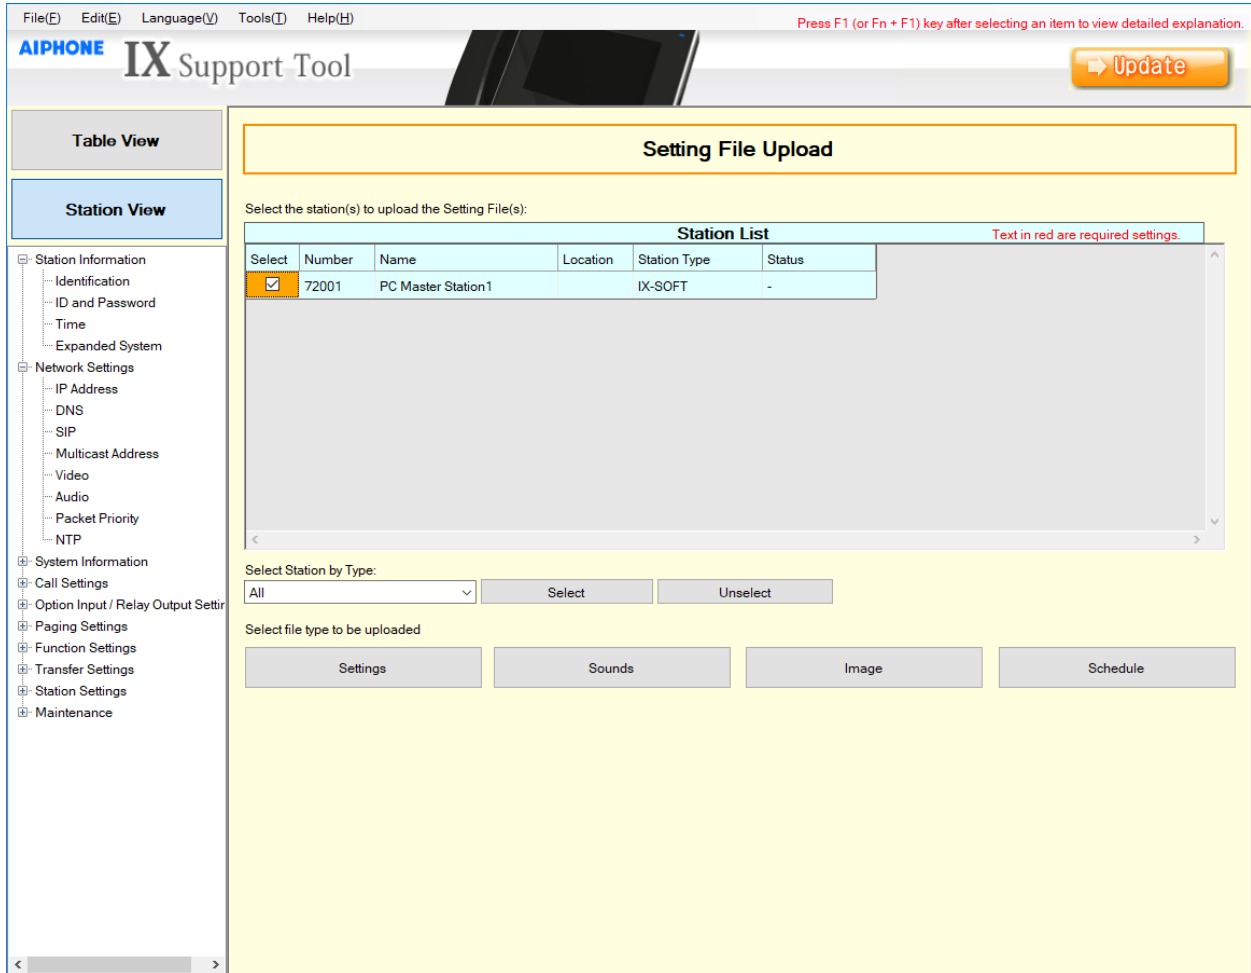 File(F) Edit(E) Language(V) Tools(T) Help(H)
Press F1 (or Fn + F1) key after selecting an item to view detailed explanation.
AIPHONE IX Support Tool
Update
Table View
Station View
Station Information
Identification
ID and Password
Time
Expanded System
Network Settings
IP Address
DNS
SIP
Multicast Address
Video
Audio
Packet Priority
NTP
System Information
Call Settings
Option Input / Relay Output Settin
Paging Settings
Function Settings
Transfer Settings
Station Settings
Maintenance
Setting File Upload
Select the station(s) to upload the Setting File(s):
Station List
Text in red are required settings.
Select Number Name Location Station Type Status
72001 PC Master Station1 IX-SOFT -
Select Station by Type:
All Select Unselect
Select file type to be uploaded
Settings Sounds Image Schedule